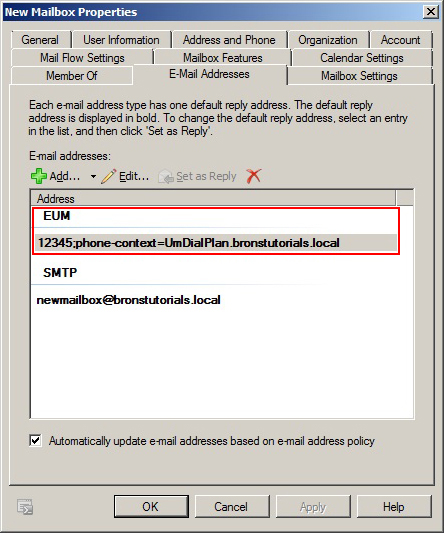 New Mailbox Properties
General User Information Address and Phone Organization Account
Mail Flow Settings Mailbox Features Calendar Settings
Member Of E-Mail Addresses Mailbox Settings
Each e-mail address type has one default reply address. The default reply
address is displayed in bold. To change the default reply address, select an entry
in the list, and then click 'Set as Reply'.
E-mail addresses:
Add... Edit... Set as Reply
Address
EUM
12345;phone-context=UmDialPlan.bronstutorials.local
SMTP
newmailbox@bronstutorials.local
Automatically update e-mail addresses based on e-mail address policy
OK Cancel Apply Help